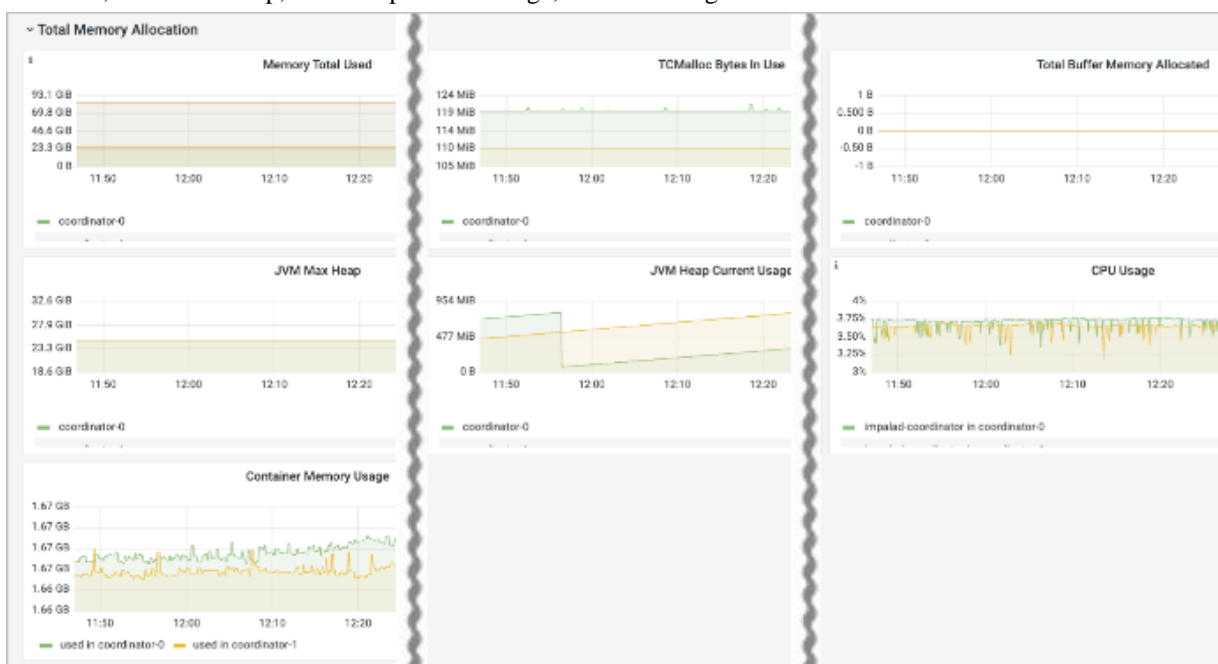 Total Memory Allocation
Memory Total Used
93.1 GiB
69.8 GiB
46.6 GiB
23.3 GiB
0 B
11:50 12:00 12:10 12:20
coordinator-0
TCMalloc Bytes In Use
124 MiB
119 MiB
114 MiB
110 MiB
105 MiB
11:50 12:00 12:10 12:20
coordinator-0
Total Buffer Memory Allocated
1 B
0.500 B
0 B
-0.50 B
-1 B
11:50 12:00 12:10 12:20
coordinator-0
JVM Max Heap
32.6 GiB
27.9 GiB
23.3 GiB
18.6 GiB
11:50 12:00 12:10 12:20
coordinator-0
JVM Heap Current Usage
954 MiB
477 MiB
0 B
11:50 12:00 12:10 12:20
coordinator-0
CPU Usage
4%
3.75%
3.50%
3.25%
3%
11:50 12:00 12:10 12:20
impalad-coordinator in coordinator-0
Container Memory Usage
1.67 GB
1.67 GB
1.67 GB
1.67 GB
1.66 GB
1.66 GB
11:50 12:00 12:10 12:20
used in coordinator-0 used in coordinator-1